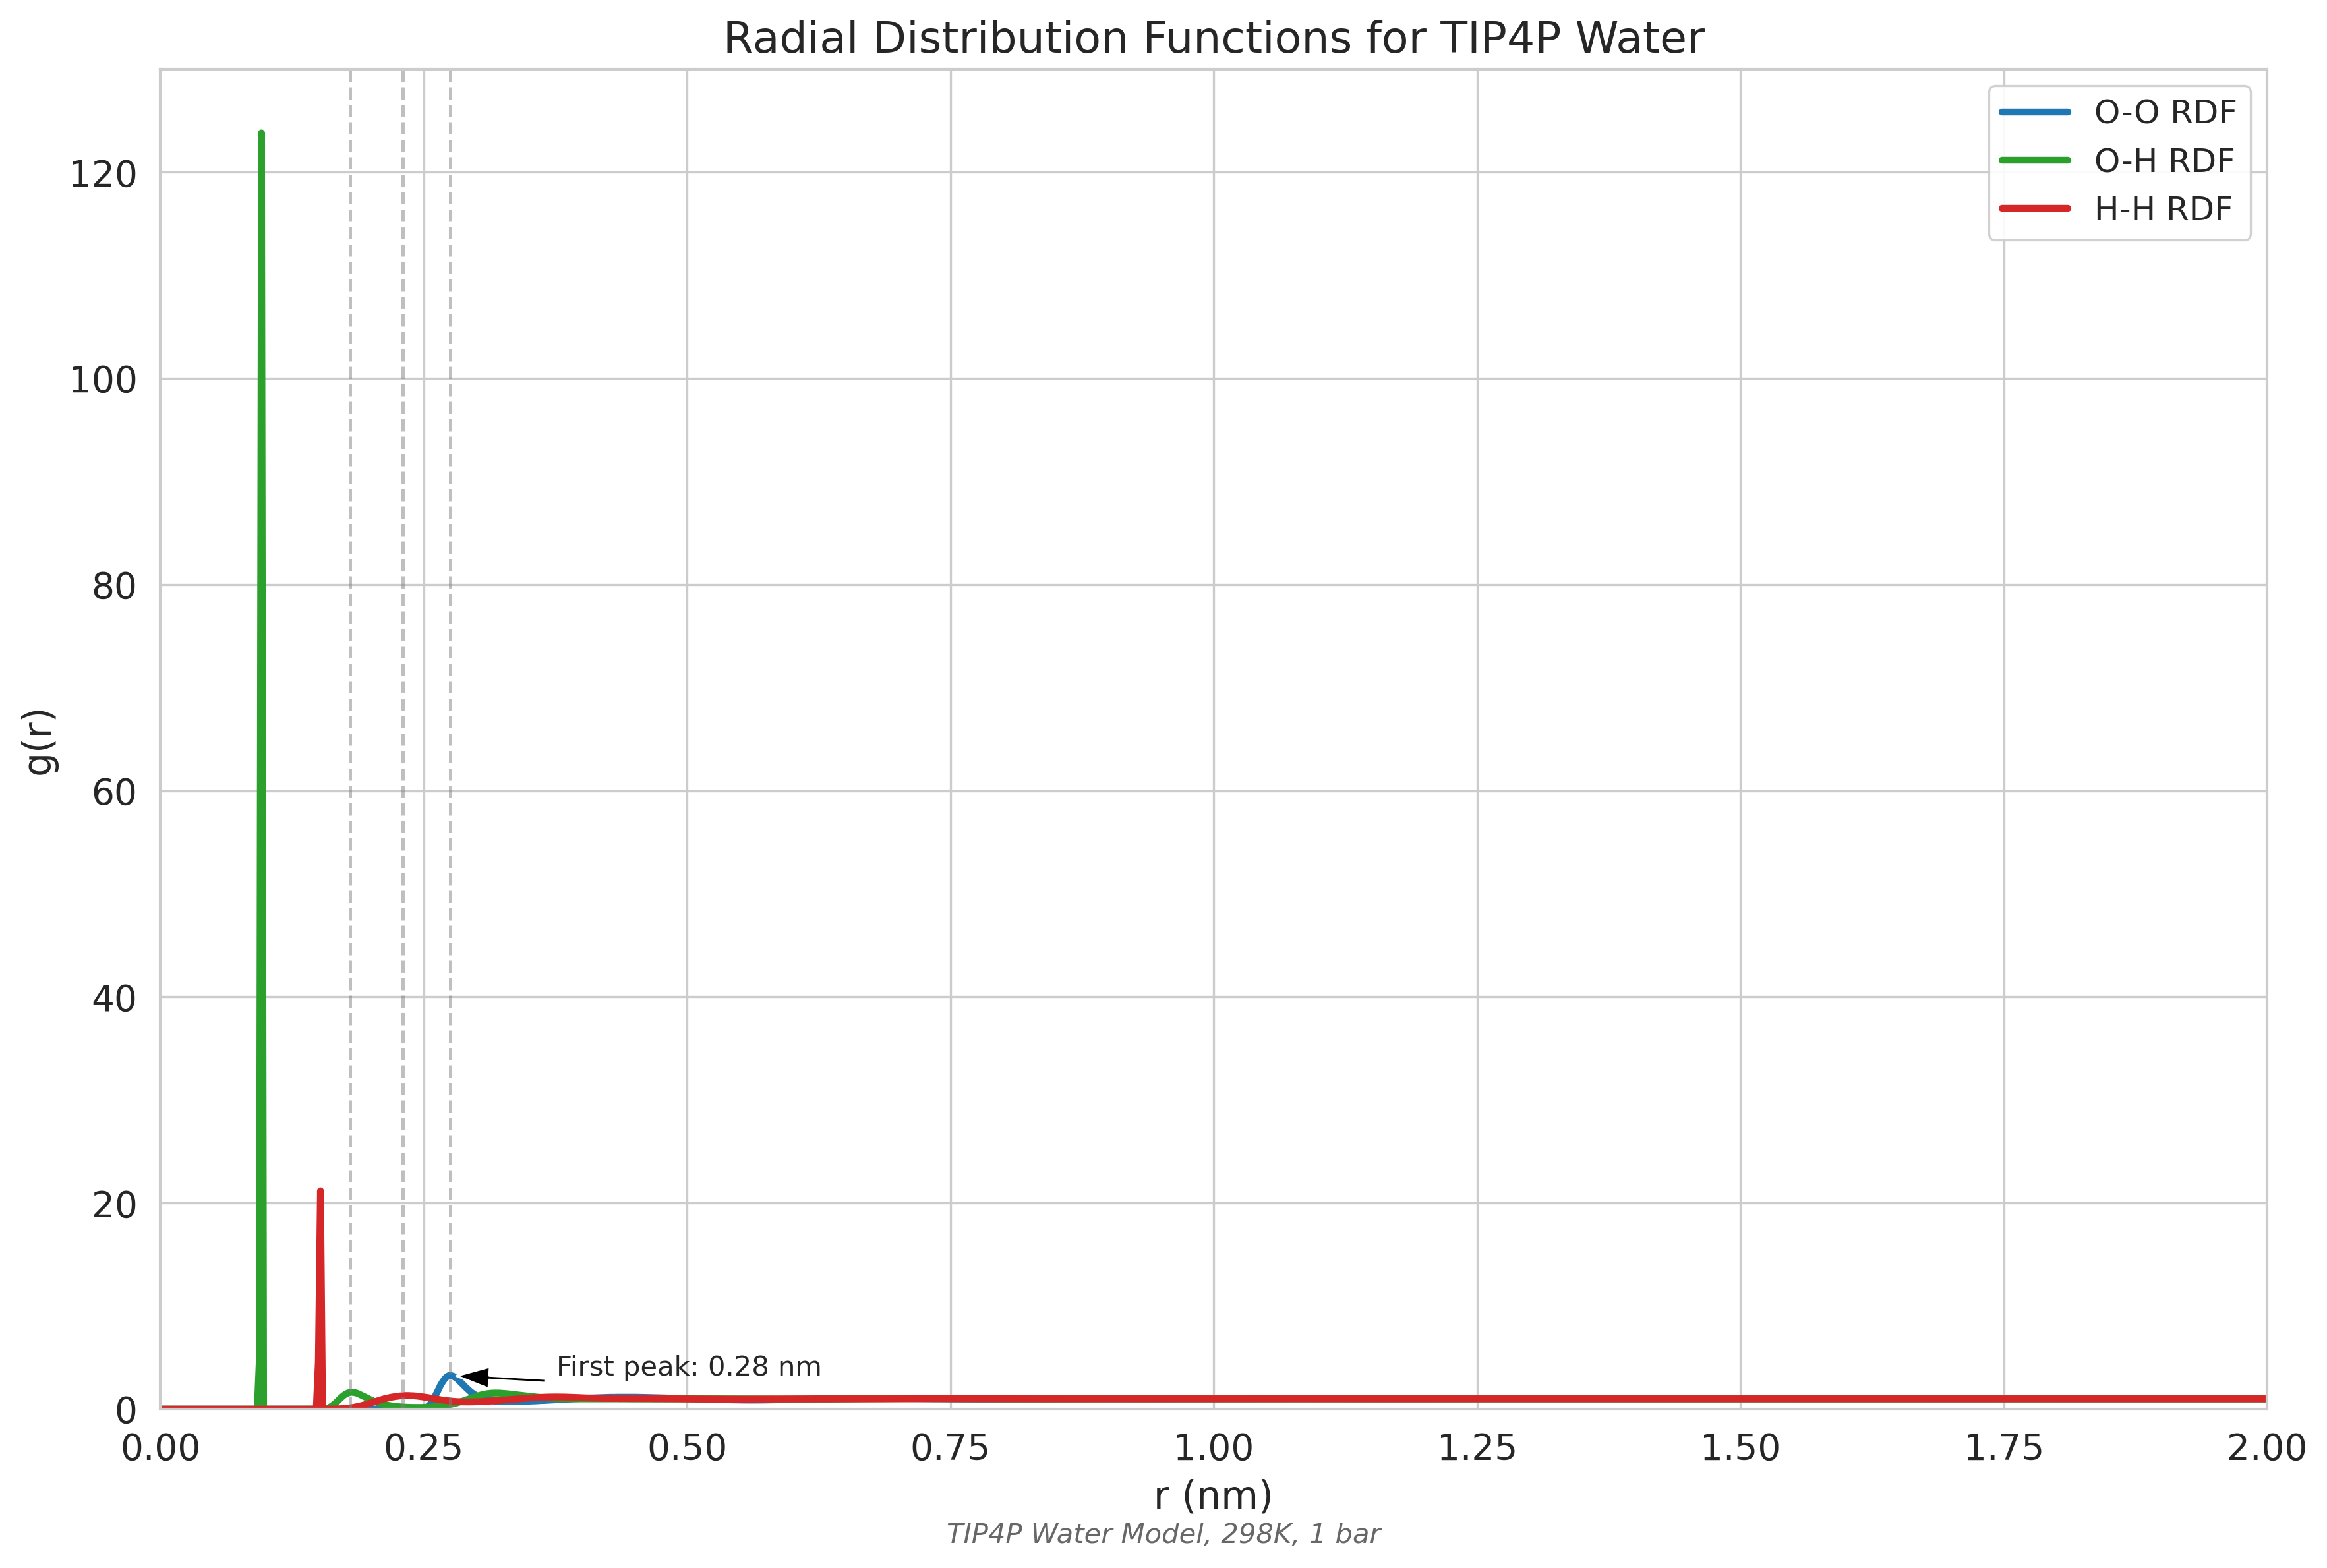 Radial Distribution Functions for TIP4P Water
O-O RDF
O-H RDF
H-H RDF
120
100
80
60
40
20
0
g(r)
First peak: 0.28 nm
0.00 0.25 0.50 0.75 1.00 1.25 1.50 1.75 2.00
r (nm)
TIP4P Water Model, 298K, 1 bar